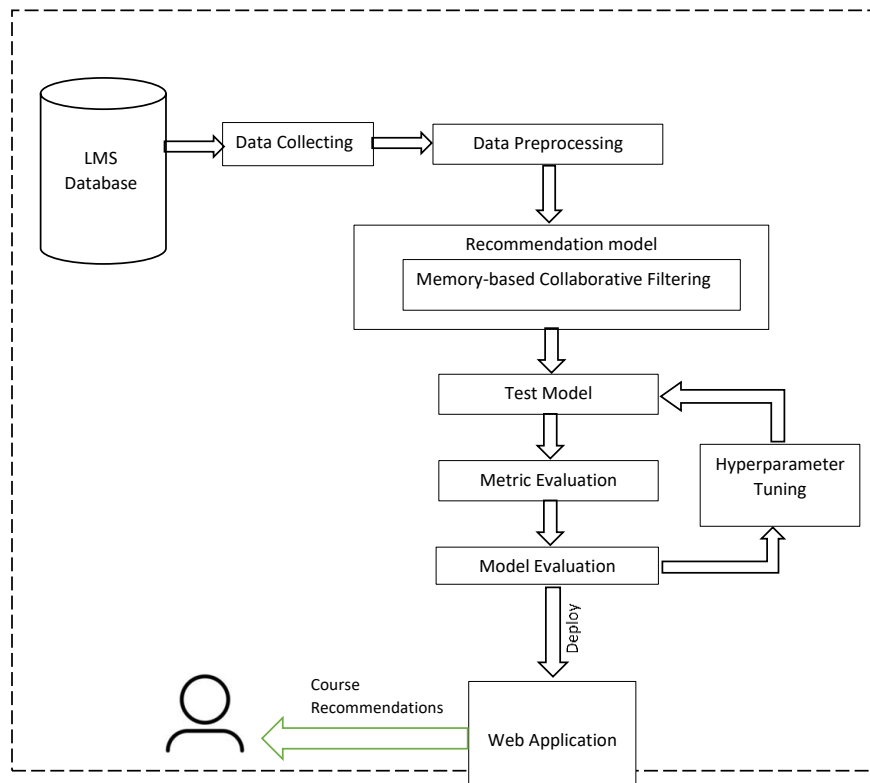 LMS
Database
Data Collecting
Data Preprocessing
Recommendation model
Memory-based Collaborative Filtering
Test Model
Metric Evaluation
Hyperparameter
Tuning
Model Evaluation
Deploy
Course
Recommendations
Web Application